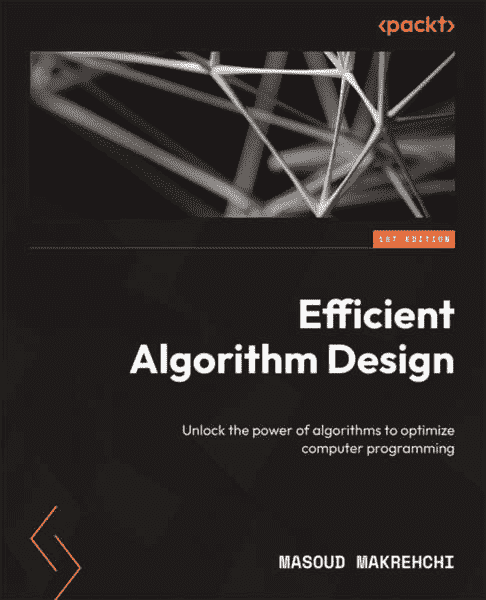 <packt>
1ST EDITION
Efficient
Algorithm Design
Unlock the power of algorithms to optimize
computer programming
MASOUD MAKREHCHI